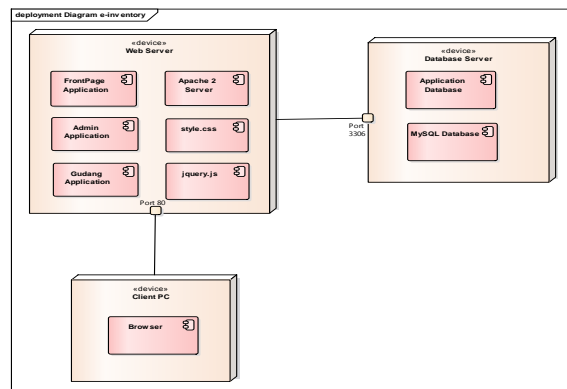 deployment Diagram e-inventory
«device»
Web Server
FrontPage
Application
Apache 2
Server
Admin
Application
style.css
Gudang
Application
jquery.js
Port 80
«device»
Database Server
Application
Database
MySQL Database
Port
3306
«device»
Client PC
Browser